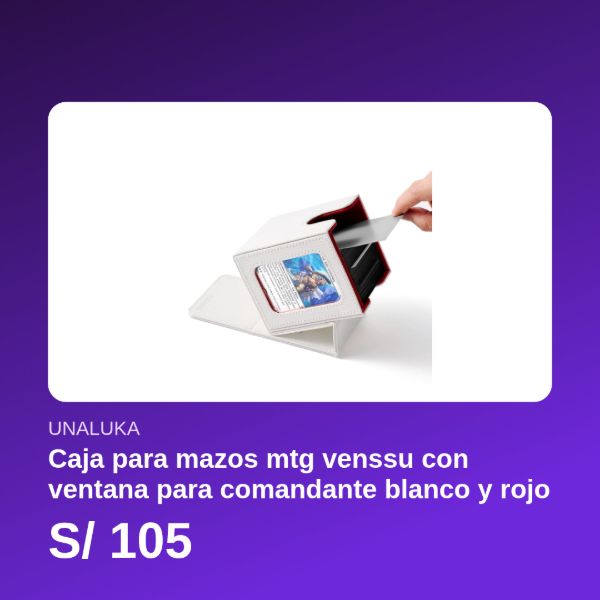 UNALUKA
Caja para mazos mtg venssu con
ventana para comandante blanco y rojo
S/ 105